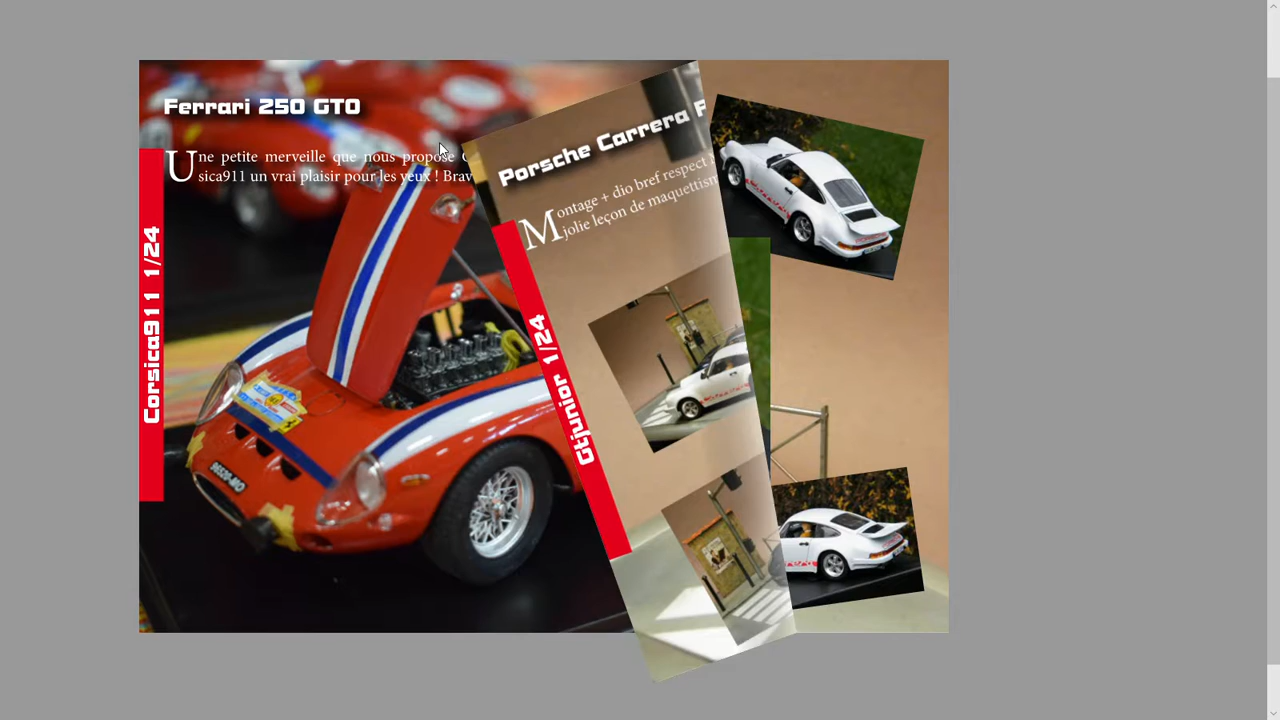 Ferrari 250 GTO
Une petite merveille que nous propose
sica911 un vrai plaisir pour les yeux !
Corsica911 1/24
Porsche Carrera
Montage + dio bref respect
jolie leçon de maquettism
Gtjunior 1/24